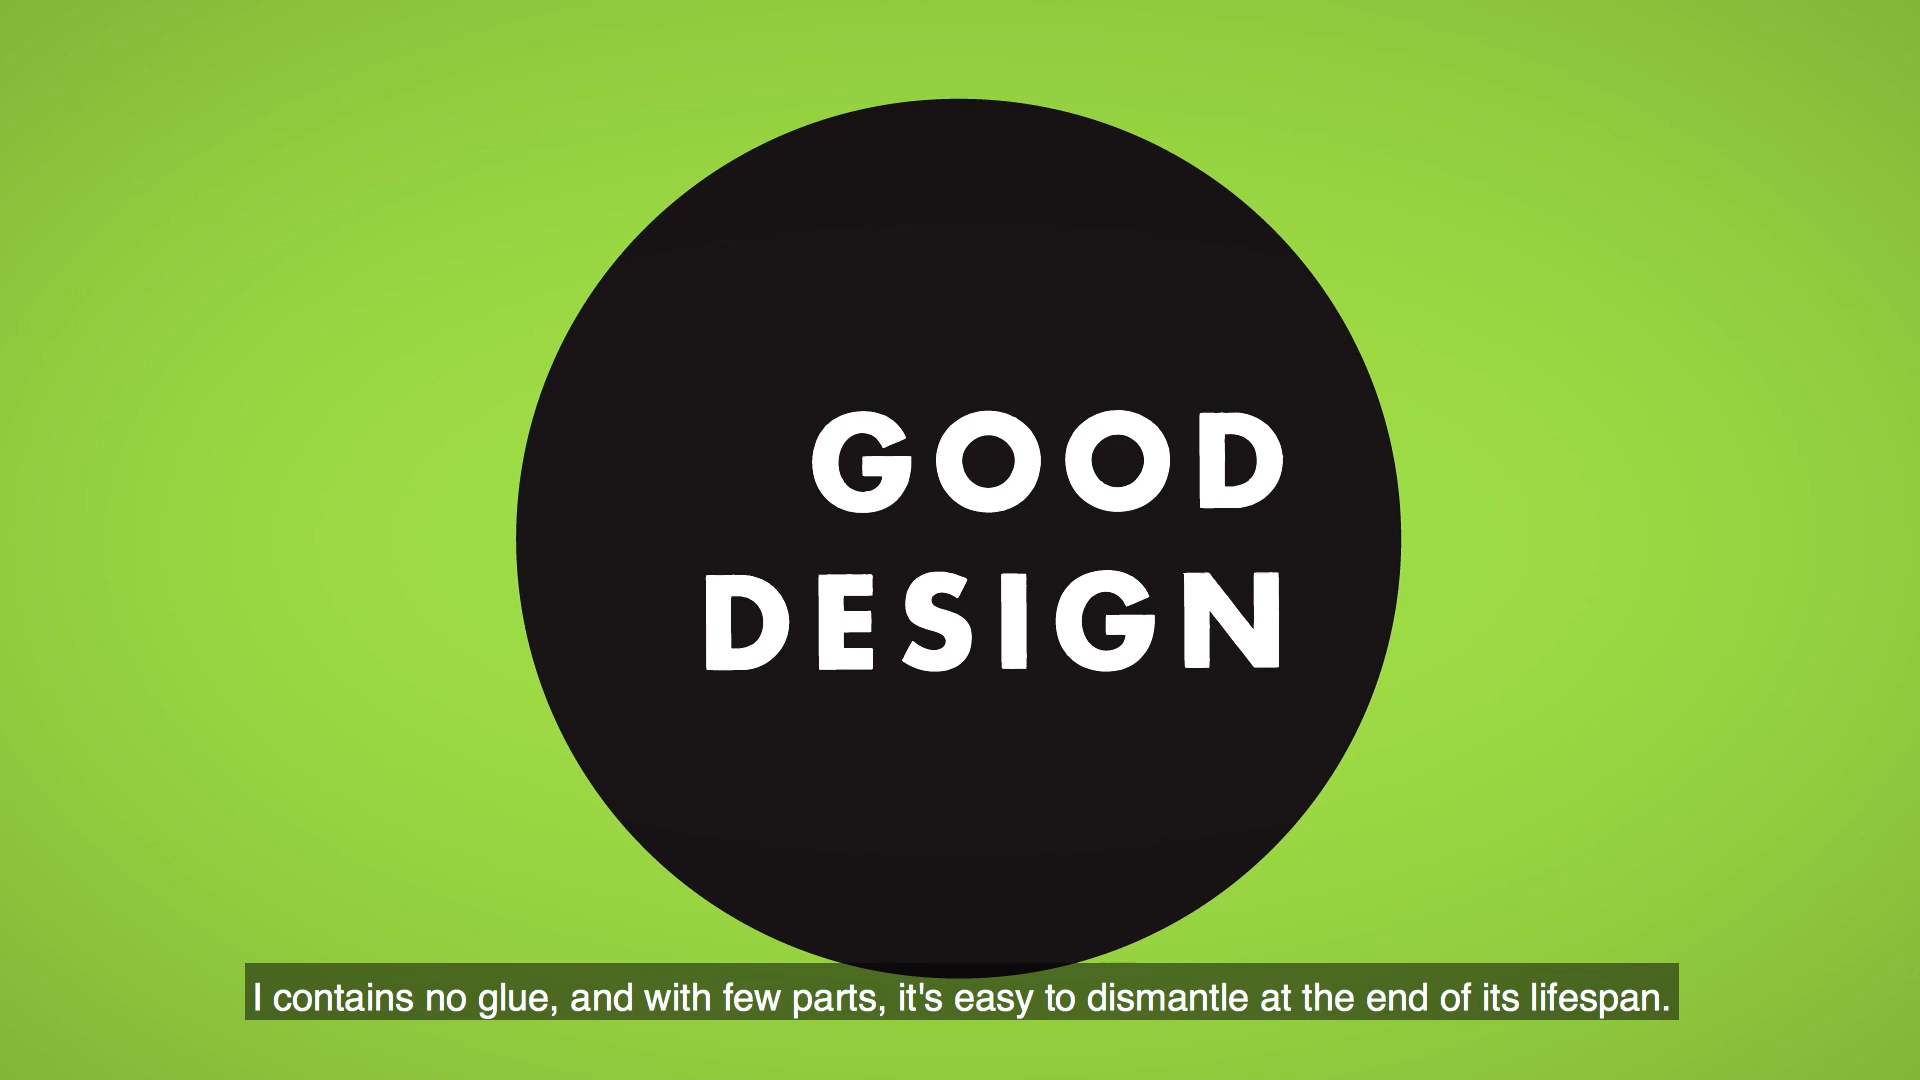 GOOD
DESIGN
I contains no glue, and with few parts, it's easy to dismantle at the end of its lifespan.